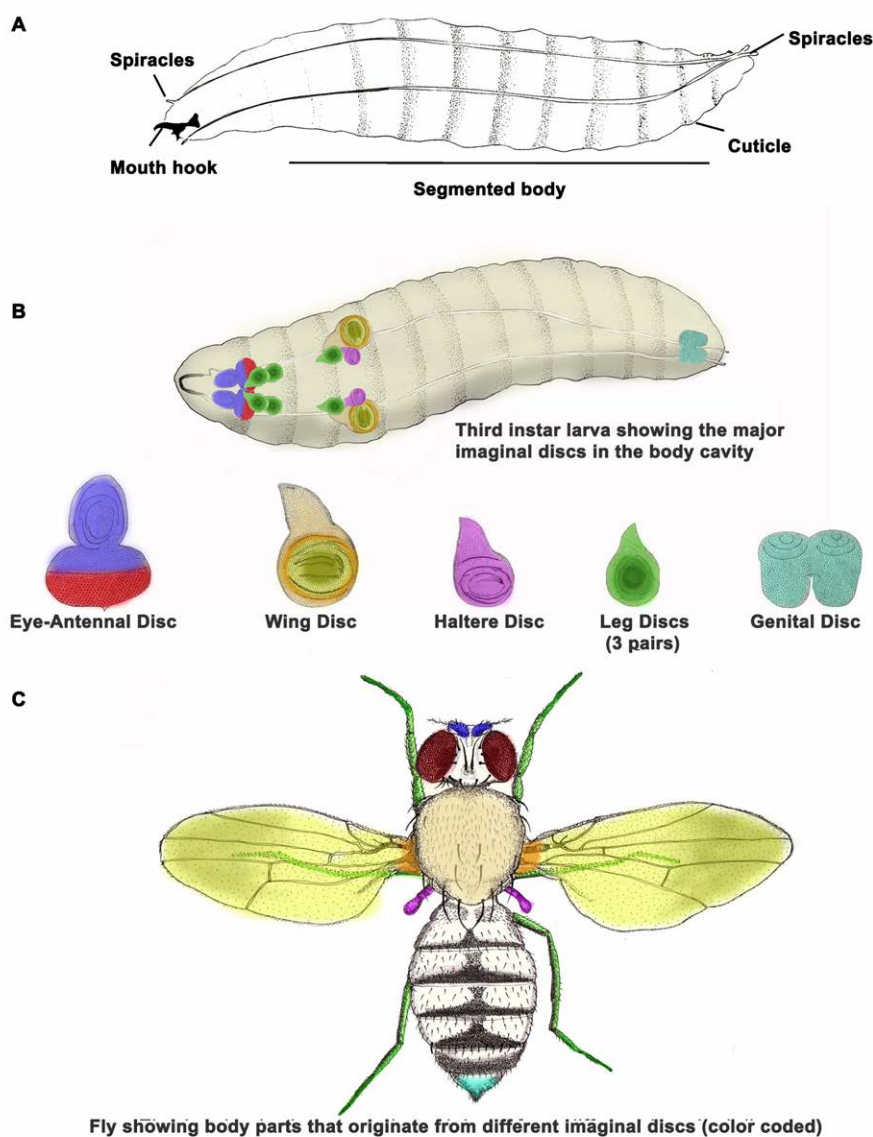 A
Spiracles
Spiracles
Mouth hook
Cuticle
Segmented body
B
Third instar larva showing the major
imaginal discs in the body cavity
Eye-Antennal Disc
Wing Disc
Haltere Disc
Leg Discs
(3 pairs)
Genital Disc
C
Fly showing body parts that originate from different imaginal discs (color coded)